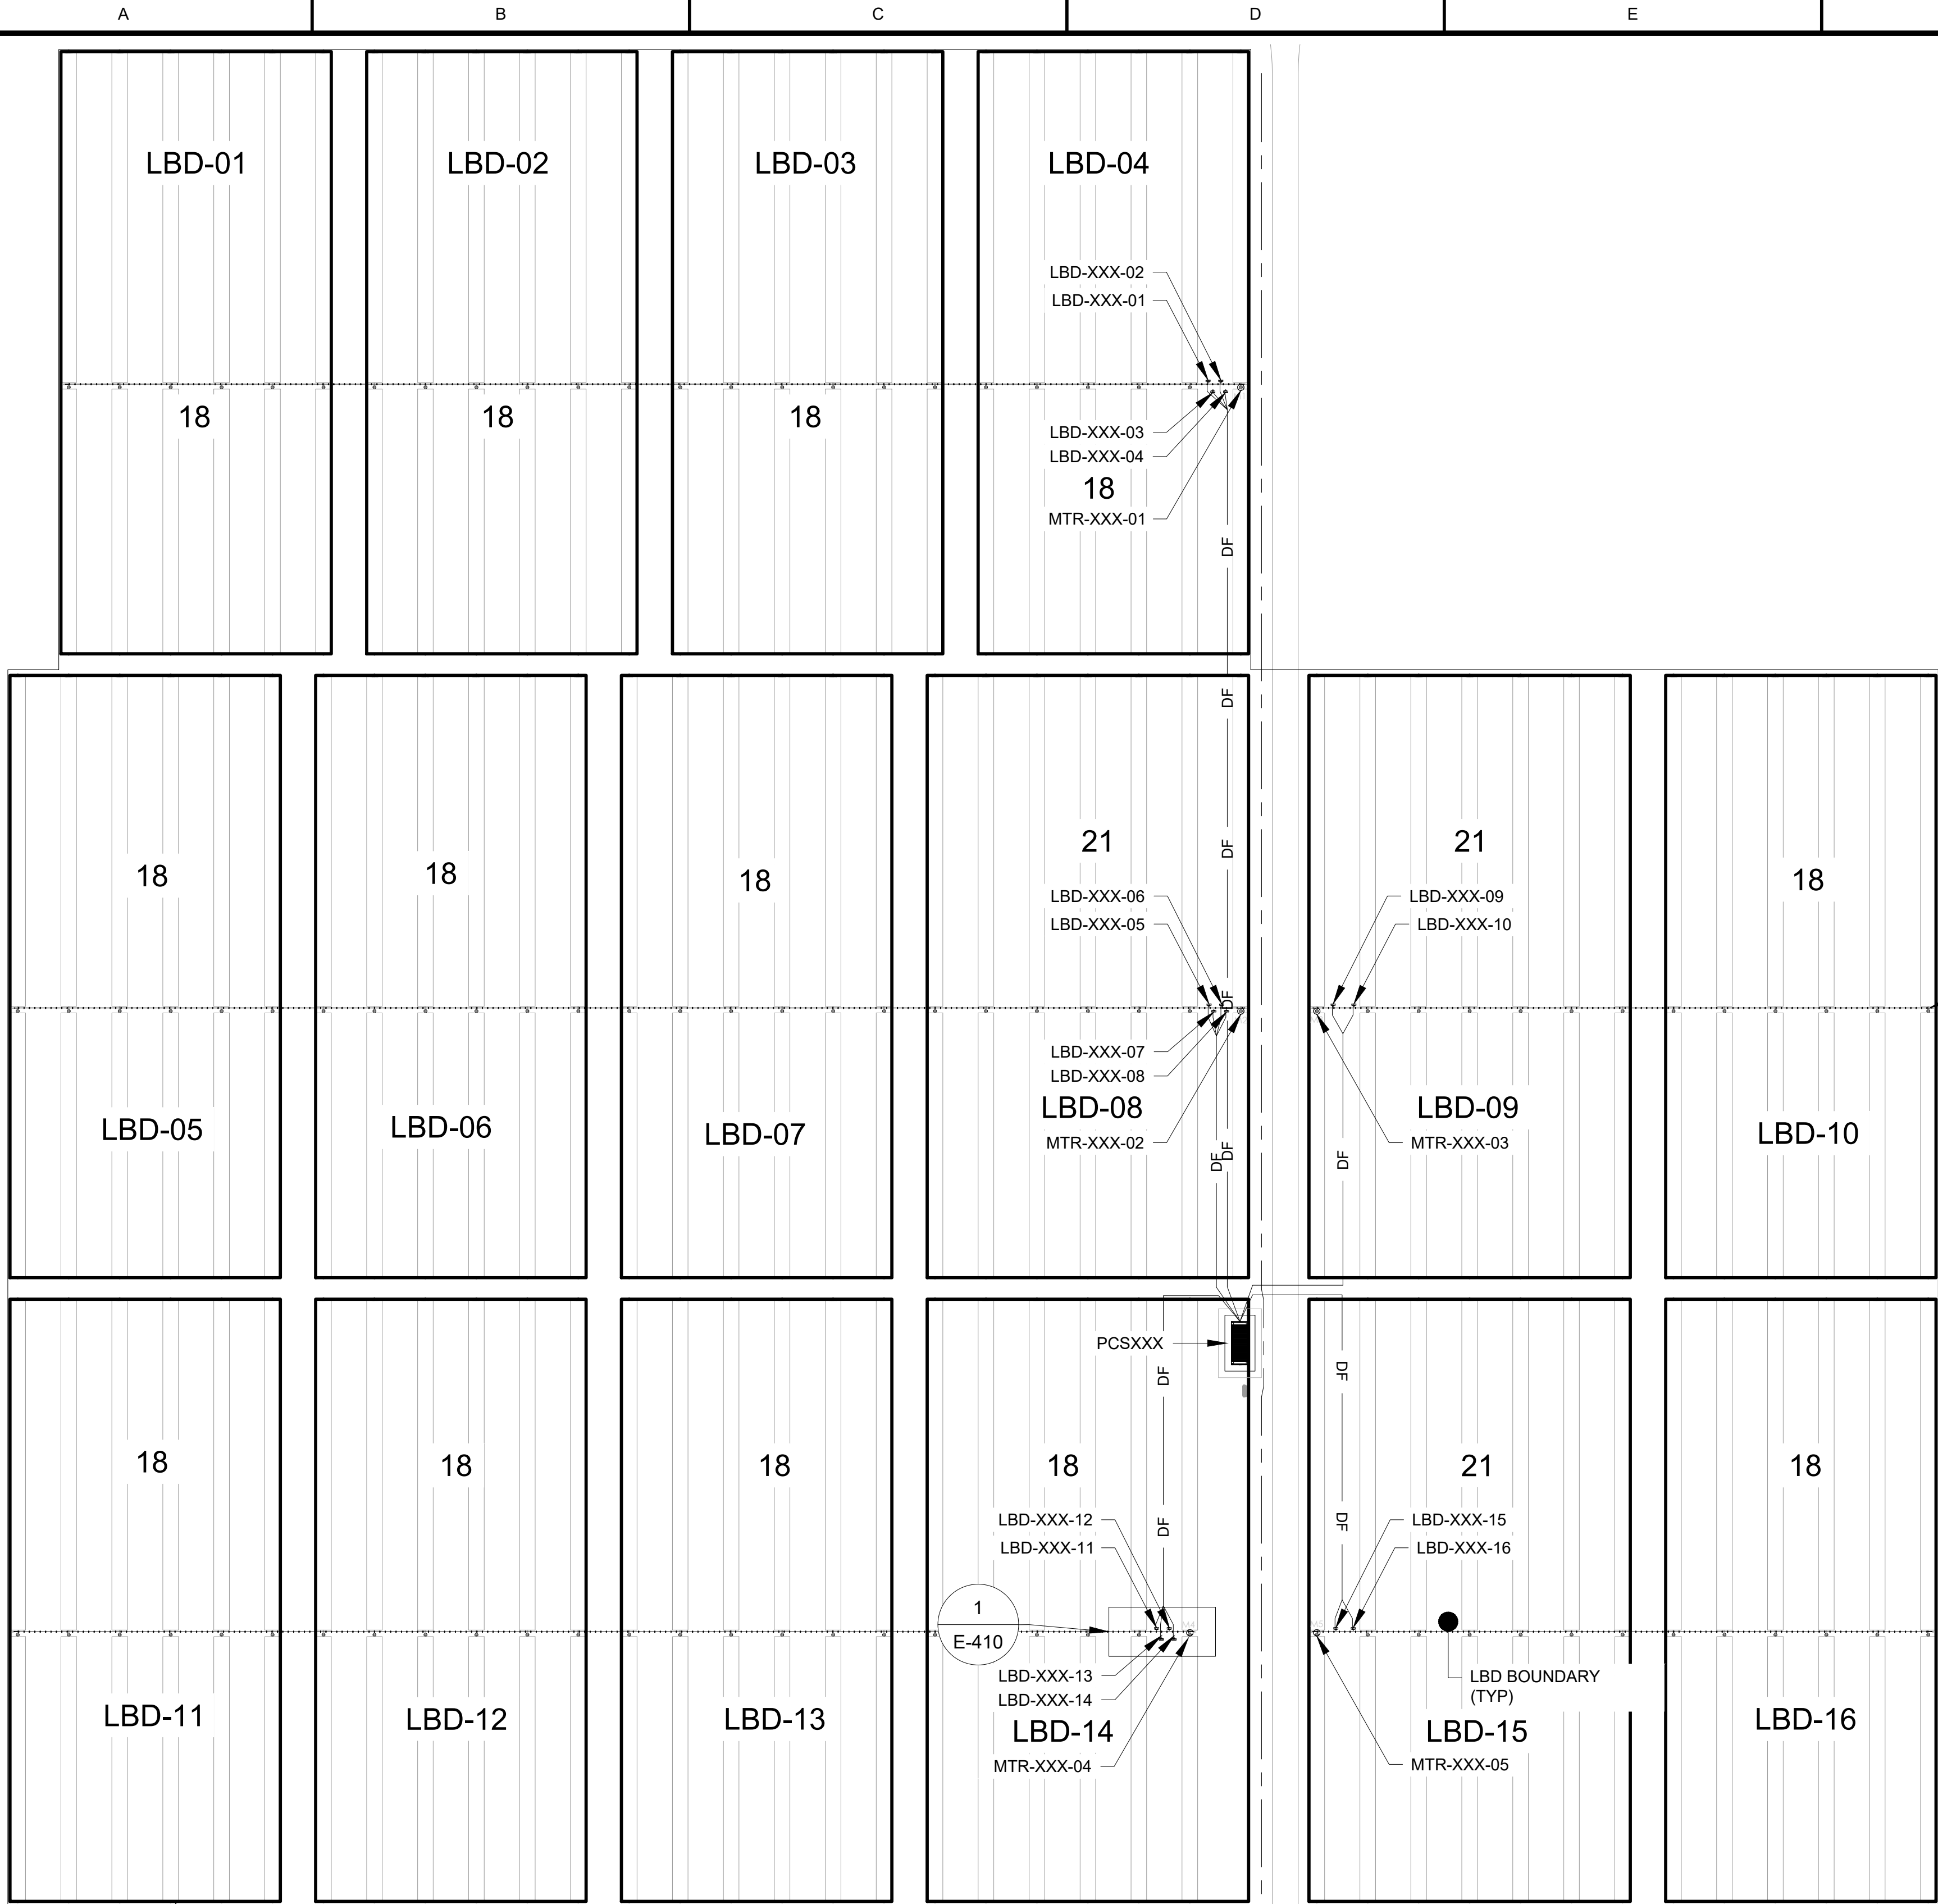 A B C D E
LBD-01 LBD-02 LBD-03 LBD-04
LBD-XXX-02
LBD-XXX-01
18 18 18
LBD-XXX-03
LBD-XXX-04
18
MTR-XXX-01
DF
DF
21 21
DF
18 18 18 18
LBD-XXX-06 LBD-XXX-09
LBD-XXX-05 LBD-XXX-10
DF
LBD-XXX-07
LBD-XXX-08
LBD-08 LBD-09
LBD-05 LBD-06 LBD-07 LBD-10
MTR-XXX-02 MTR-XXX-03
DF DF DF
PCSXXX
DF DF
18 18 18 18 21 18
LBD-XXX-12 DF DF LBD-XXX-15
LBD-XXX-11 LBD-XXX-16
1
E-410
M4
M5
LBD-XXX-13 LBD BOUNDARY
LBD-XXX-14 (TYP)
LBD-11 LBD-12 LBD-13 LBD-14 LBD-15 LBD-16
MTR-XXX-04 MTR-XXX-05